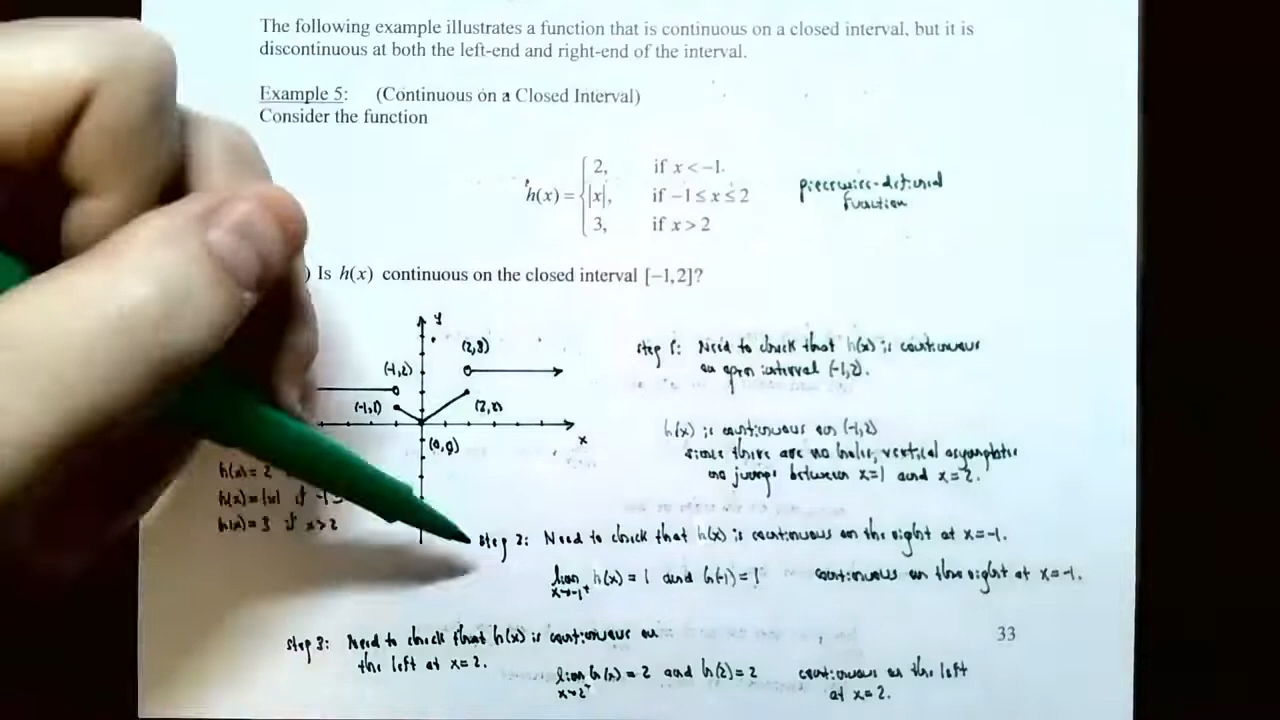 The following example illustrates a function that is continuous on a closed interval, but it is
discontinuous at both the left-end and right-end of the interval.
Example 5: (Continuous on a Closed Interval)
Consider the function
h(x) = { 2, if x < -1.
|x|, if -1 ≤ x ≤ 2
3, if x > 2
piecewise-defined
function
) Is h(x) continuous on the closed interval [-1,2]?
y
(2,3)
(-1,2)
(-1,1)
(2,2)
x
(0,0)
h(x) = 2
h(x) = |x| if -1 ≤
h(x) = 3 if x > 2
Step 1: Need to check that h(x) is continuous
on open interval (-1,2).
h(x) is continuous on (-1,2)
since there are no holes, vertical asymptotes
no jumps between x=1 and x=2.
Step 2: Need to check that h(x) is continuous on the right at x=-1.
lim h(x) = 1 and h(-1) = 1 continuous on the right at x=-1.
x→-1⁺
Step 3: Need to check that h(x) is continuous on
the left at x=2.
33
lim h(x) = 2 and h(2) = 2 continuous on the left
x→2⁻ at x=2.